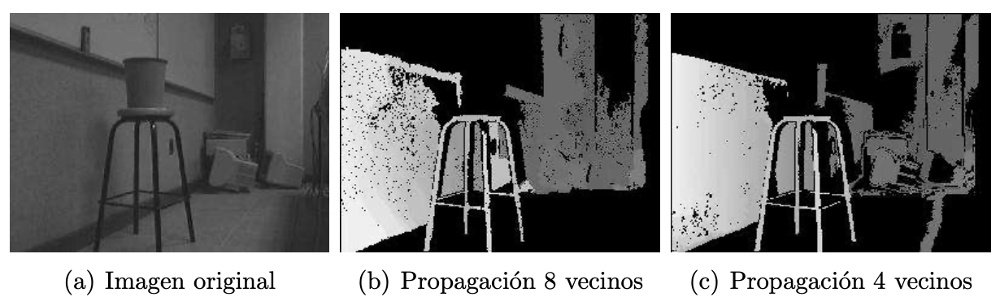 (a) Imagen original
(b) Propagación 8 vecinos
(c) Propagación 4 vecinos